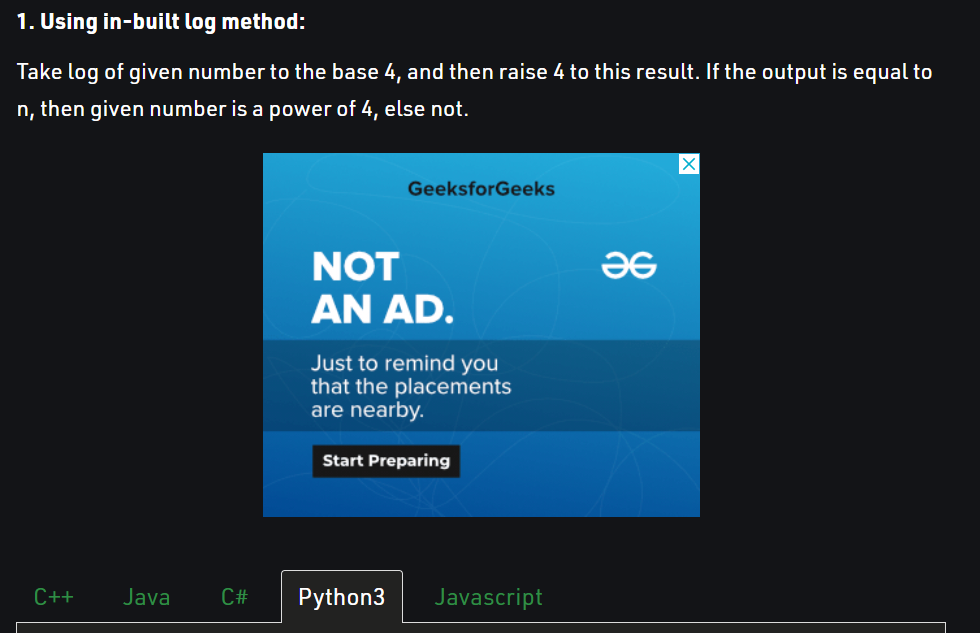 1. Using in-built log method:
Take log of given number to the base 4, and then raise 4 to this result. If the output is equal to
n, then given number is a power of 4, else not.
GeeksforGeeks
NOT
AN AD.
Just to remind you
that the placements
are nearby.
Start Preparing
C++ Java C# Python3 Javascript